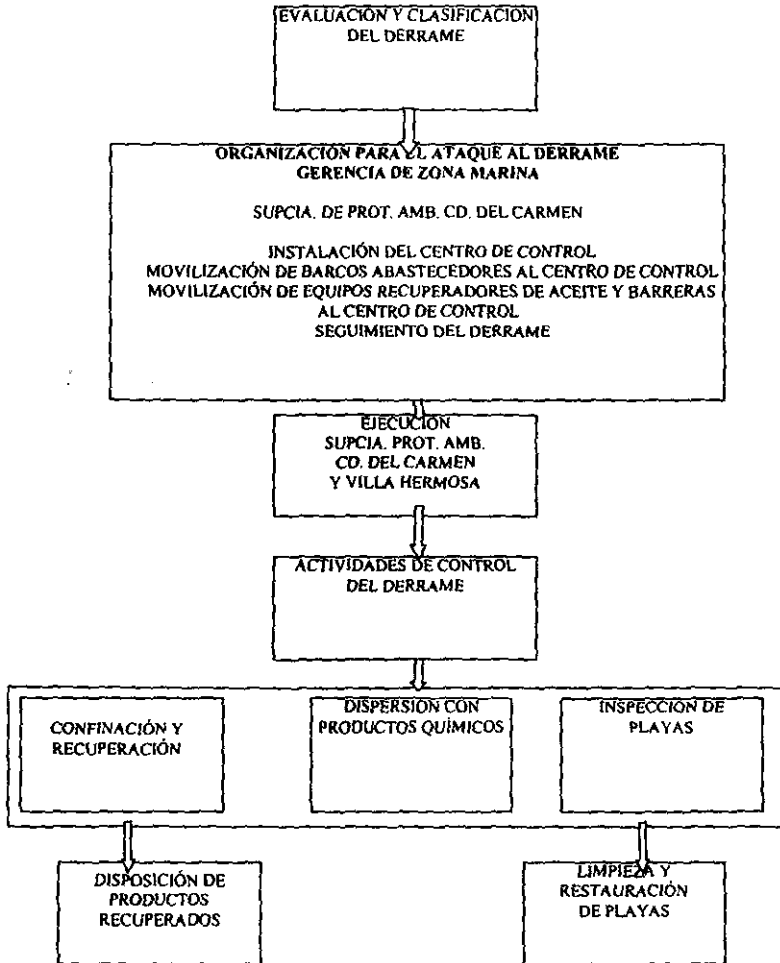 EVALUACIÓN Y CLASIFICACIÓN
DEL DERRAME
ORGANIZACIÓN PARA EL ATAQUE AL DERRAME
GERENCIA DE ZONA MARINA
SUPCIA. DE PROT. AMB. CD. DEL CARMEN
INSTALACIÓN DEL CENTRO DE CONTROL
MOVILIZACIÓN DE BARCOS ABASTECEDORES AL CENTRO DE CONTROL
MOVILIZACIÓN DE EQUIPOS RECUPERADORES DE ACEITE Y BARRERAS
AL CENTRO DE CONTROL
SEGUIMIENTO DEL DERRAME
EJECUCIÓN
SUPCIA. PROT. AMB.
CD. DEL CARMEN
Y VILLA HERMOSA
ACTIVIDADES DE CONTROL
DEL DERRAME
CONFINACIÓN Y
RECUPERACIÓN
DISPERSION CON
PRODUCTOS QUÍMICOS
INSPECCIÓN DE
PLAYAS
DISPOSICIÓN DE
PRODUCTOS
RECUPERADOS
LIMPIEZA Y
RESTAURACIÓN
DE PLAYAS